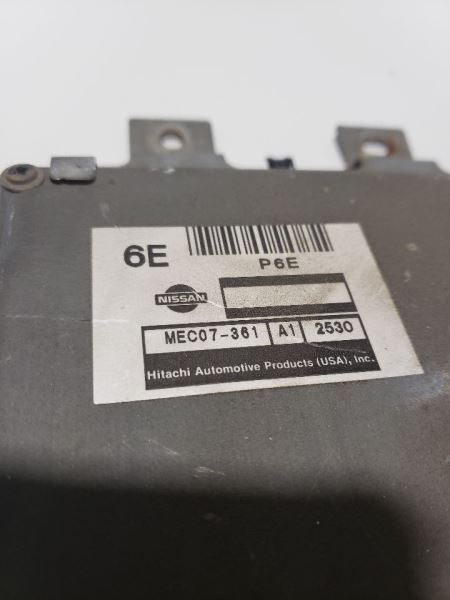 6E
P6E
NISSAN
MEC07-361 A1 2530
Hitachi Automotive Products (USA), Inc.